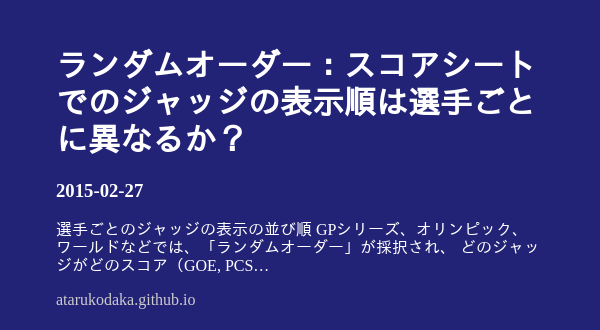 ランダムオーダー：スコアシート
でのジャッジの表示順は選手ごと
に異なるか？
2015-02-27
選手ごとのジャッジの表示の並び順 GPシリーズ、オリンピック、
ワールドなどでは、「ランダムオーダー」が採択され、 どのジャッ
ジがどのスコア（GOE, PCS…
atarukodaka.github.io